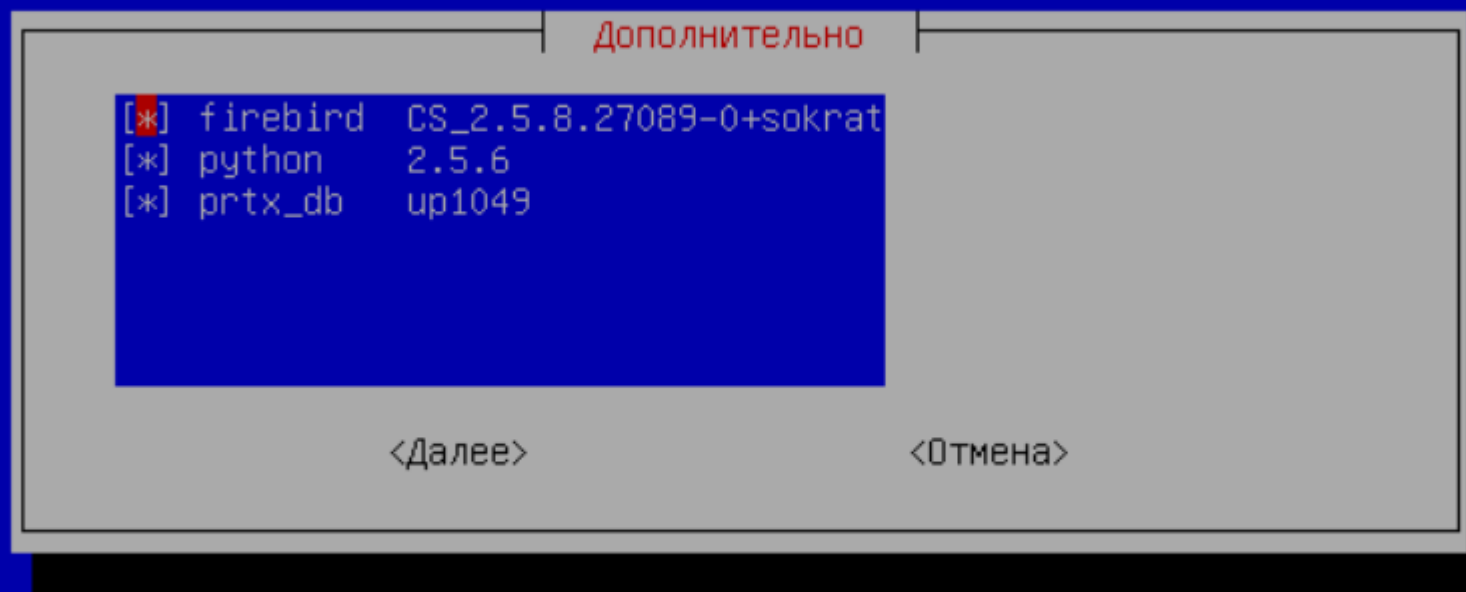 Дополнительно
[*] firebird CS_2.5.8.27089-0+sokrat
[*] python 2.5.6
[*] prtx_db up1049
<Далее> <Отмена>